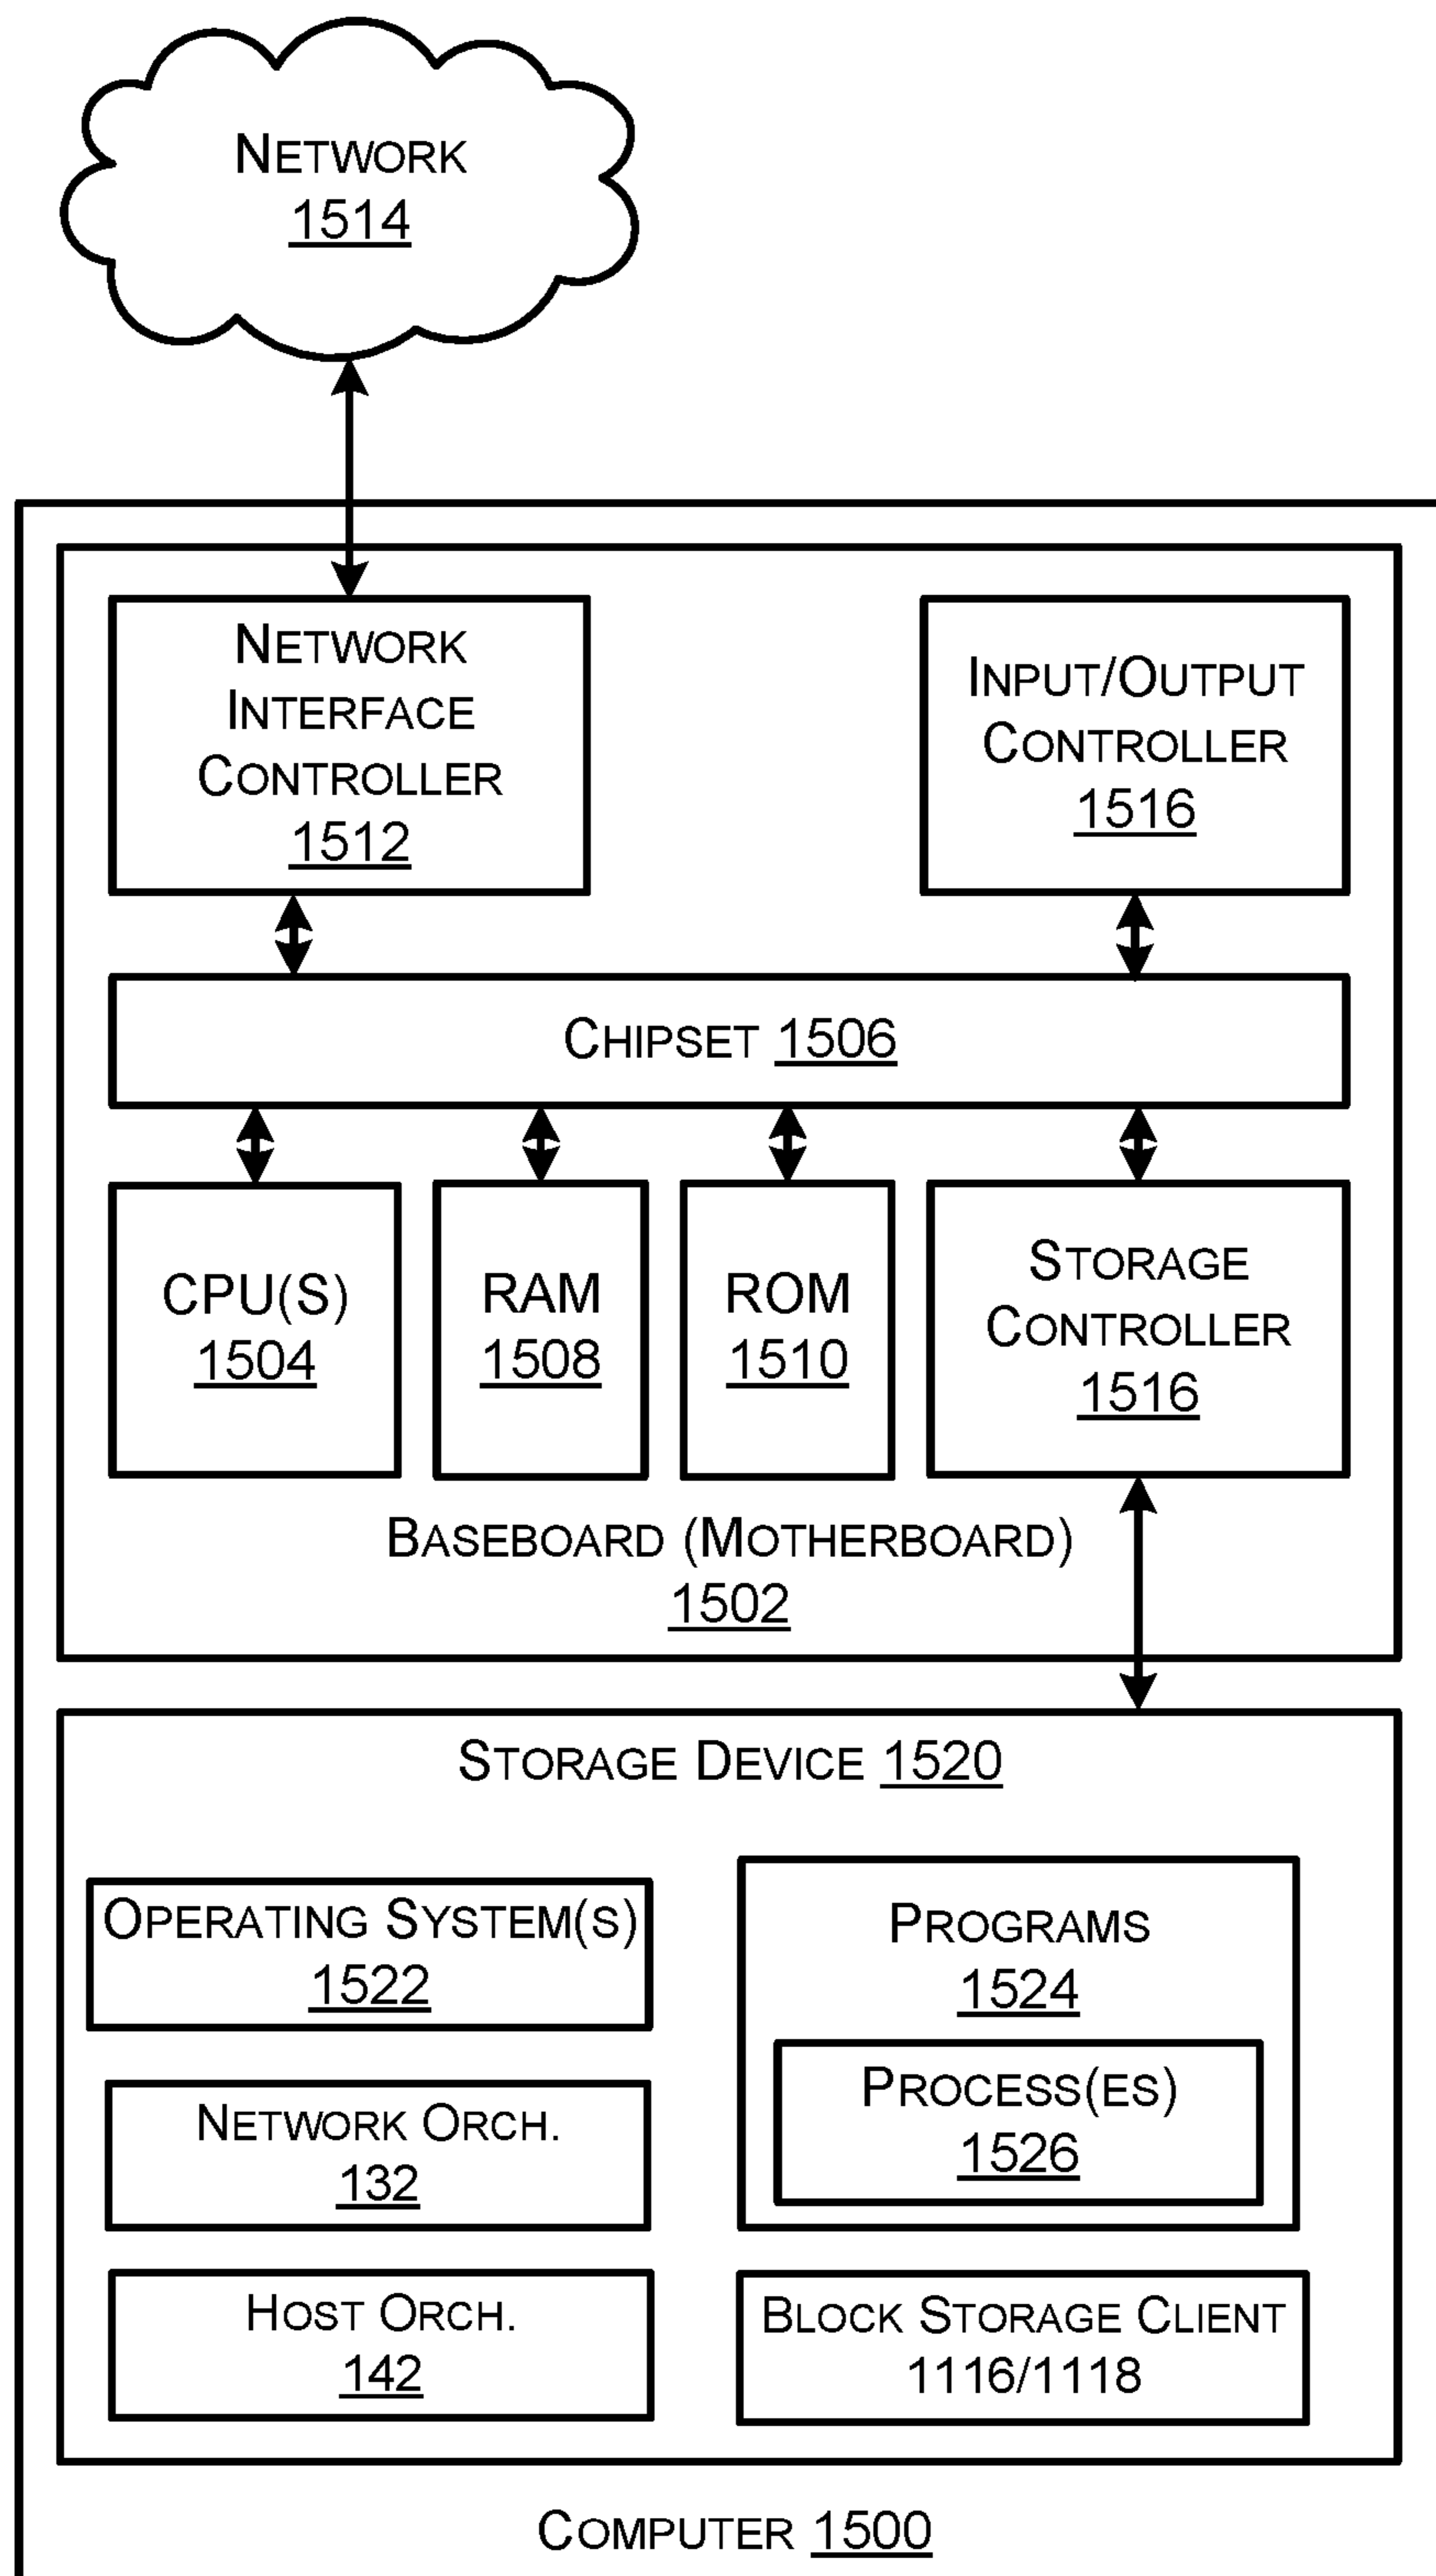 NETWORK
1514
NETWORK
INTERFACE
CONTROLLER
1512
INPUT/OUTPUT
CONTROLLER
1516
CHIPSET 1506
CPU(S)
1504
RAM
1508
ROM
1510
STORAGE
CONTROLLER
1516
BASEBOARD (MOTHERBOARD)
1502
STORAGE DEVICE 1520
OPERATING SYSTEM(S)
1522
PROGRAMS
1524
PROCESS(ES)
1526
NETWORK ORCH.
132
HOST ORCH.
142
BLOCK STORAGE CLIENT
1116/1118
COMPUTER 1500